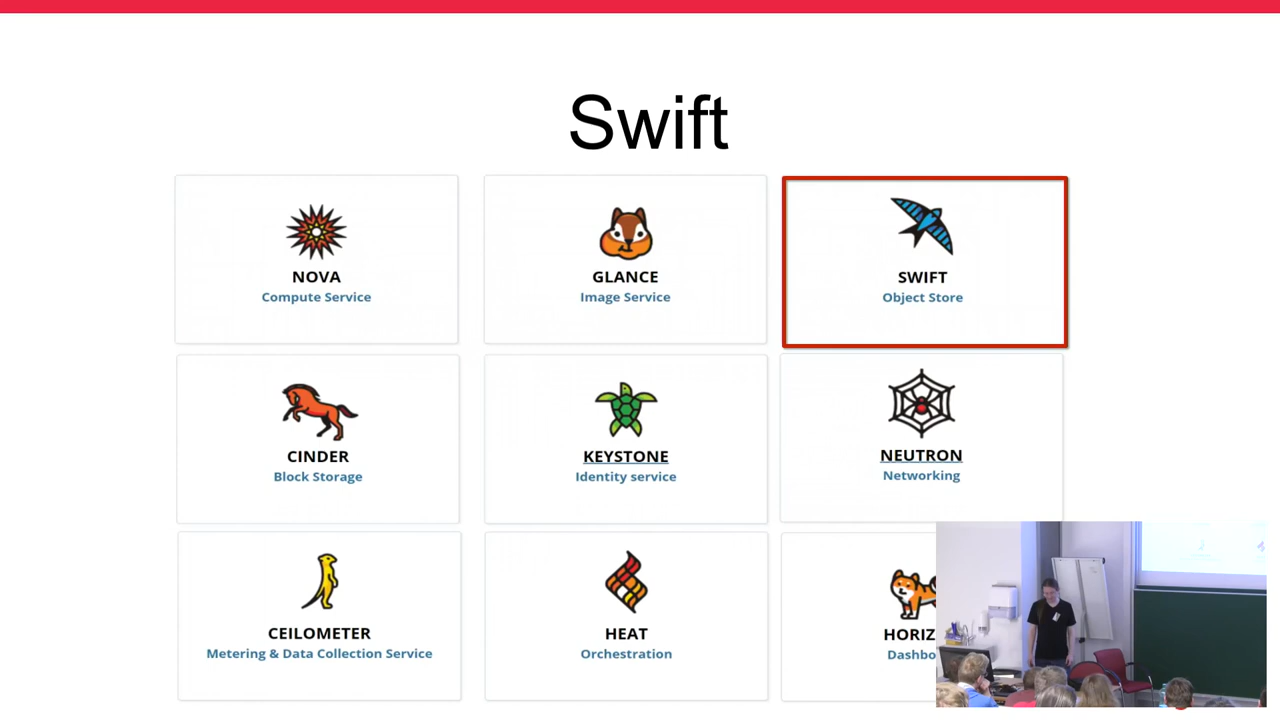 Swift
NOVA
Compute Service
GLANCE
Image Service
SWIFT
Object Store
CINDER
Block Storage
KEYSTONE
Identity service
NEUTRON
Networking
CEILOMETER
Metering & Data Collection Service
HEAT
Orchestration
HORIZ
Dashbo